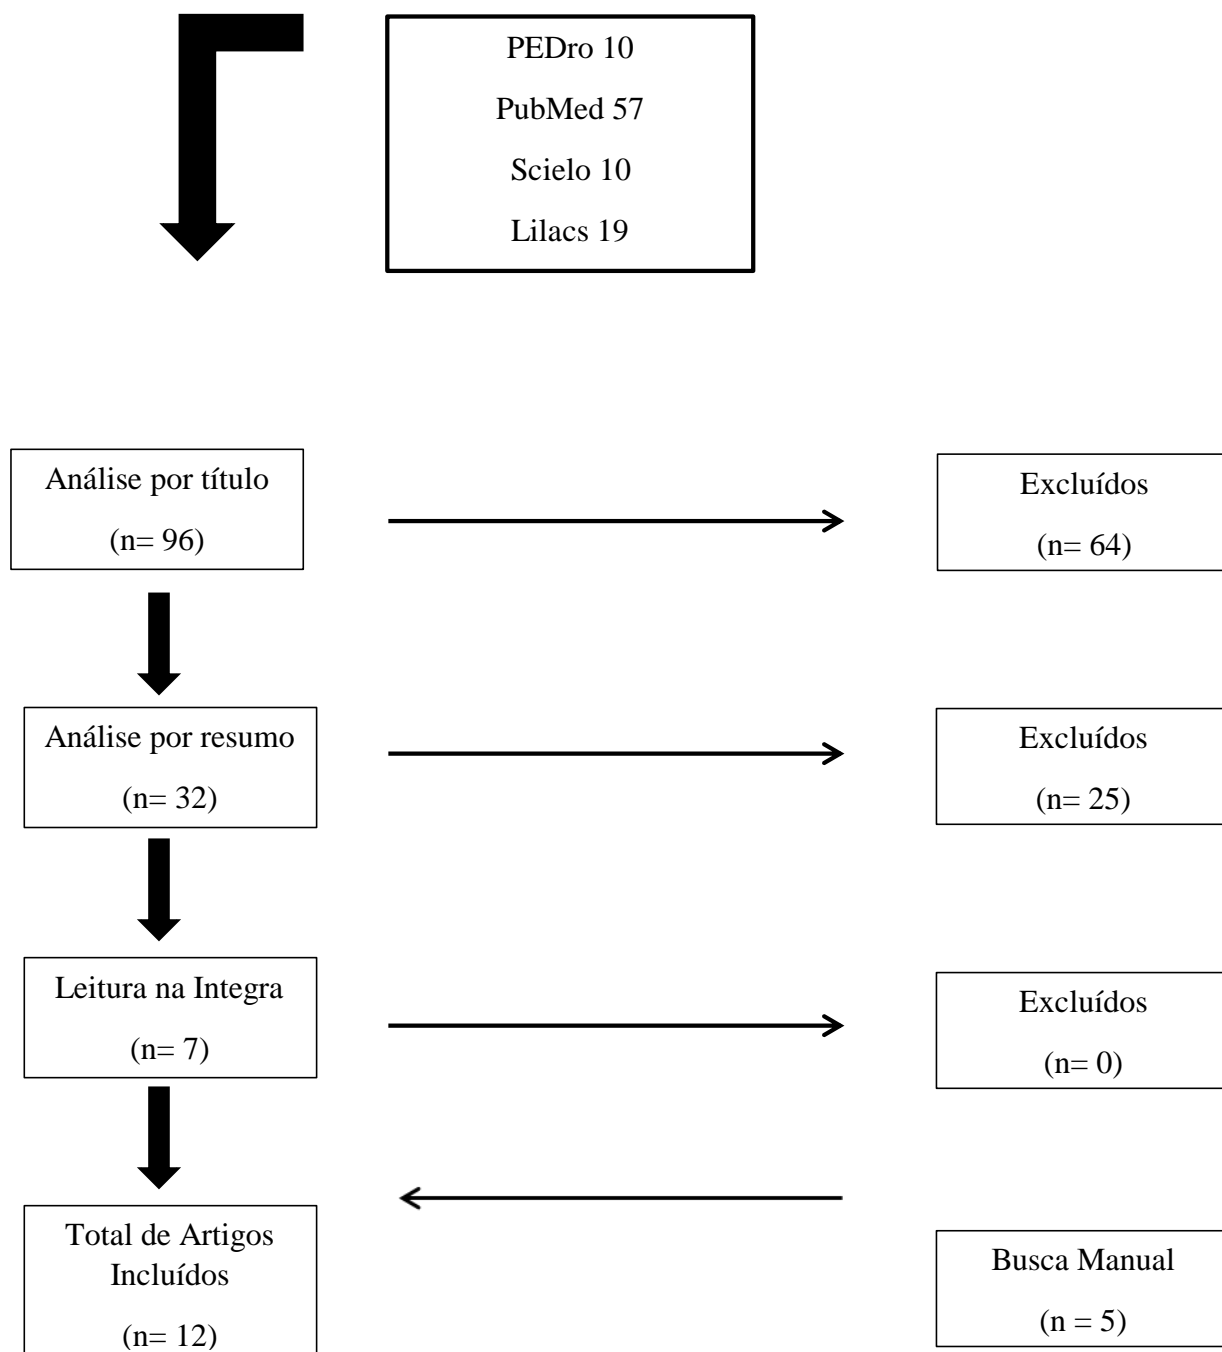 PEDro 10
PubMed 57
Scielo 10
Lilacs 19
Análise por título
(n= 96)
Excluídos
(n= 64)
Análise por resumo
(n= 32)
Excluídos
(n= 25)
Leitura na Integra
(n= 7)
Excluídos
(n= 0)
Total de Artigos
Incluídos
(n= 12)
Busca Manual
(n = 5)